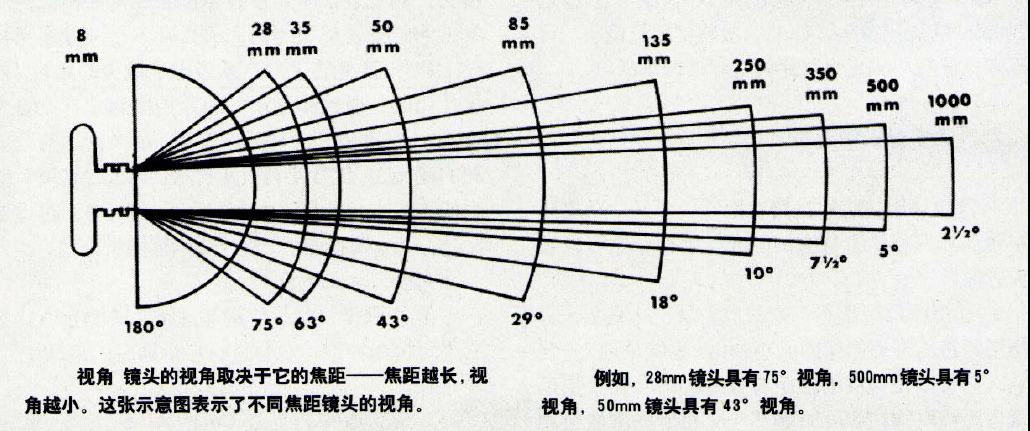 8
mm
28
mm
35
mm
50
mm
85
mm
135
mm
250
mm
350
mm
500
mm
1000
mm
180°
75°
63°
43°
29°
18°
10°
7½°
5°
2½°
视角 镜头的视角取决于它的焦距——焦距越长，视
角越小。这张示意图表示了不同焦距镜头的视角。
例如，28mm镜头具有75° 视角，500mm镜头具有5°
视角，50mm镜头具有 43° 视角。